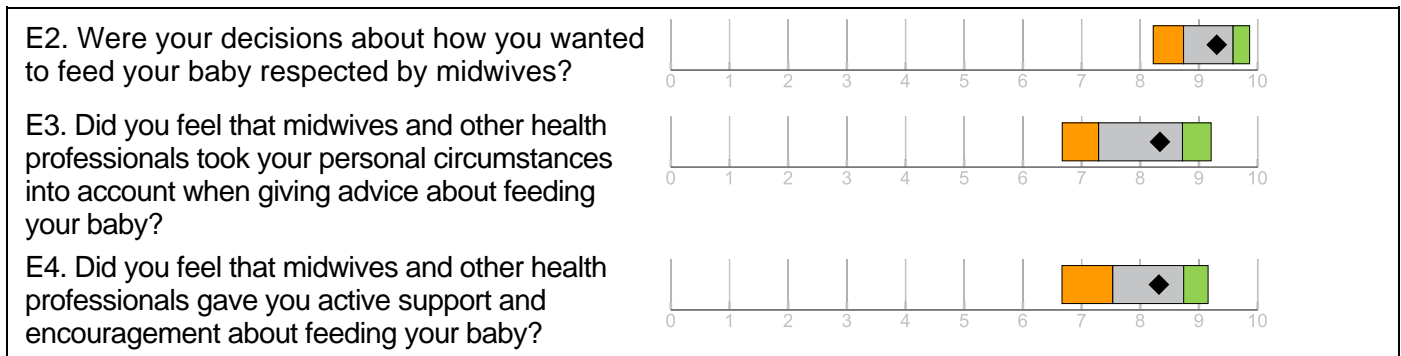 E2. Were your decisions about how you wanted
to feed your baby respected by midwives?
0 1 2 3 4 5 6 7 8 9 10
E3. Did you feel that midwives and other health
professionals took your personal circumstances
into account when giving advice about feeding
your baby?
0 1 2 3 4 5 6 7 8 9 10
E4. Did you feel that midwives and other health
professionals gave you active support and
encouragement about feeding your baby?
0 1 2 3 4 5 6 7 8 9 10